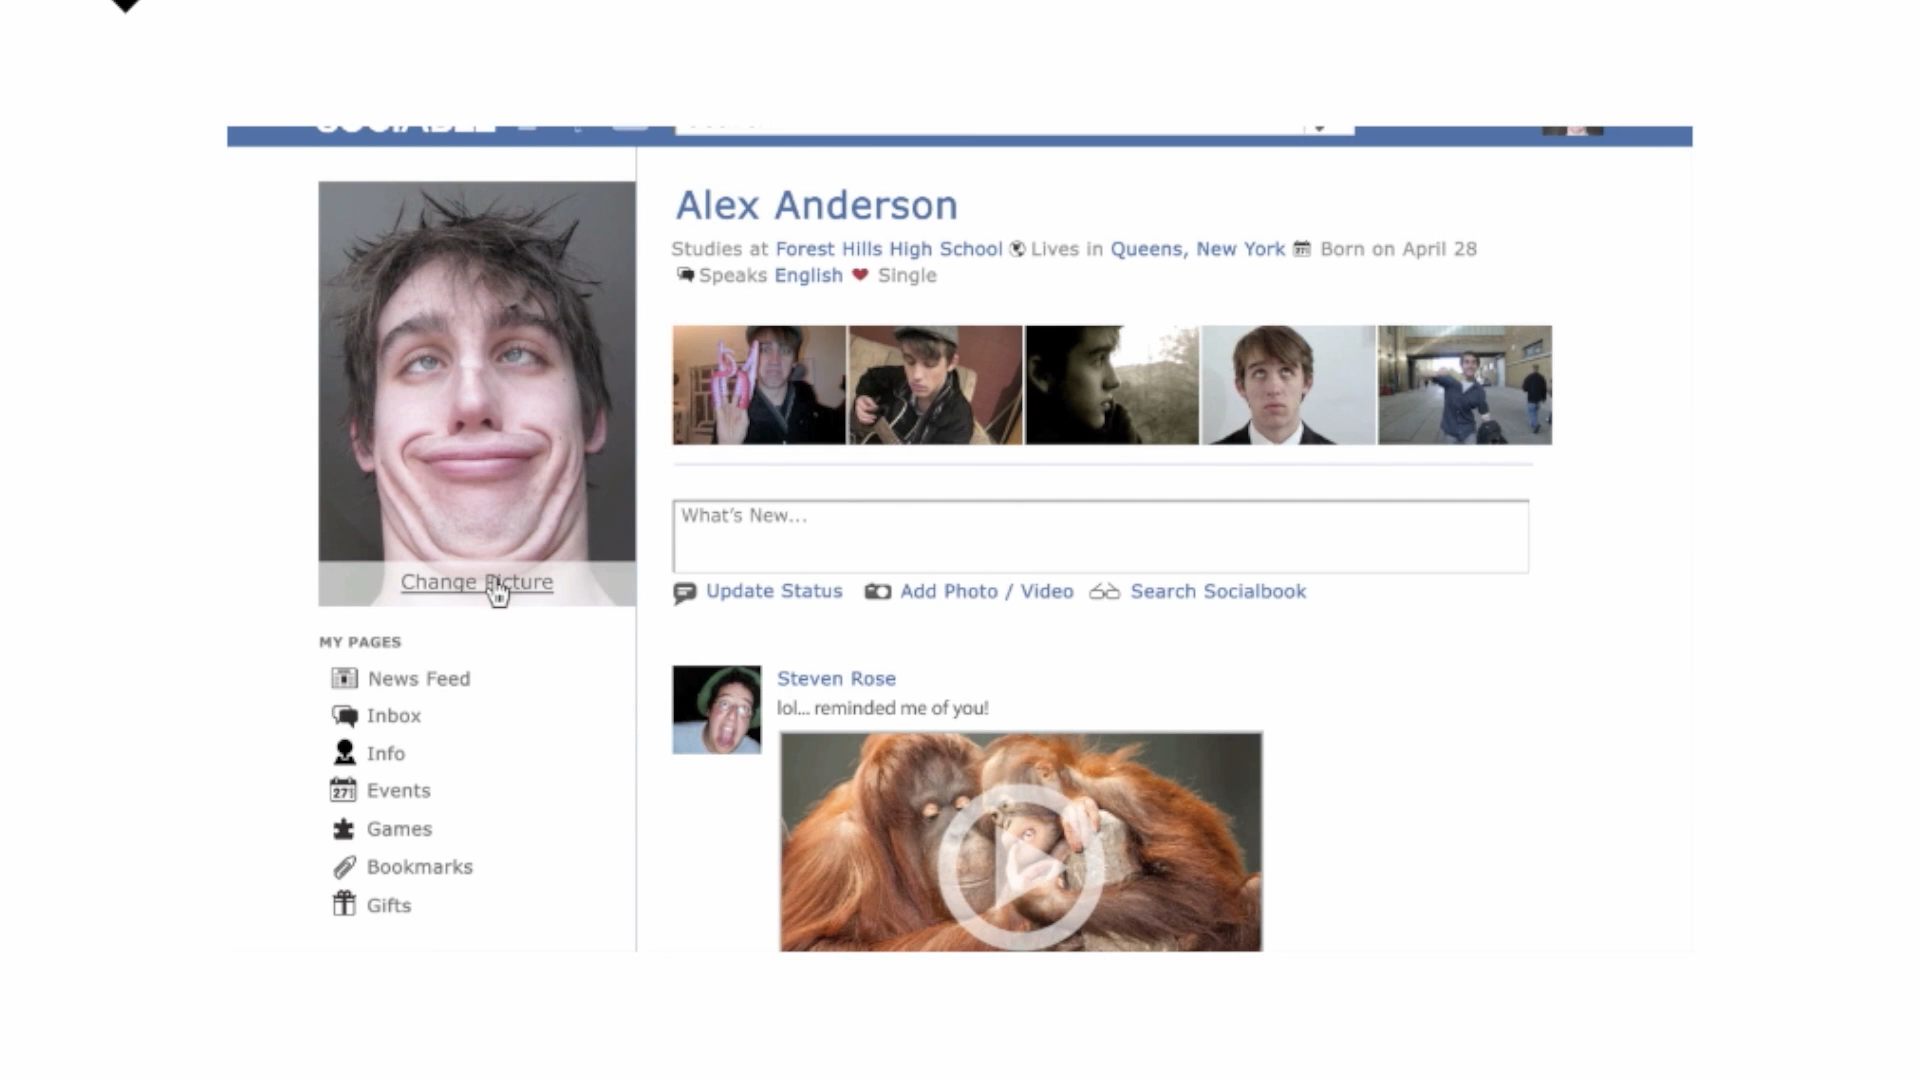 Alex Anderson
Studies at Forest Hills High School Lives in Queens, New York Born on April 28
Speaks English Single
What's New...
Change Picture
Update Status Add Photo / Video Search Socialbook
MY PAGES
News Feed
Inbox
Info
Events
Games
Bookmarks
Gifts
Steven Rose
lol... reminded me of you!